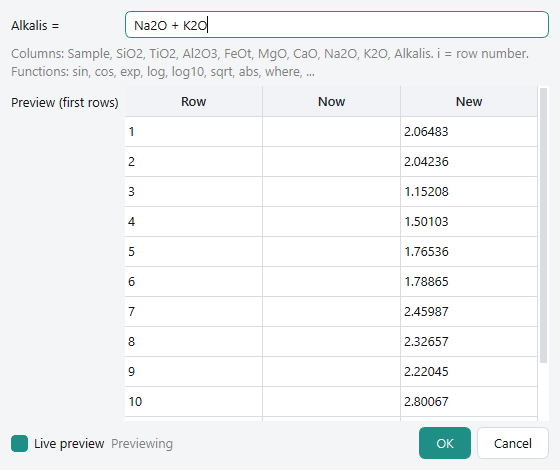 Alkalis = Na2O + K2O
Columns: Sample, SiO2, TiO2, Al2O3, FeOt, MgO, CaO, Na2O, K2O, Alkalis. i = row number.
Functions: sin, cos, exp, log, log10, sqrt, abs, where, ...
Preview (first rows) Row Now New
1 2.06483
2 2.04236
3 1.15208
4 1.50103
5 1.76536
6 1.78865
7 2.45987
8 2.32657
9 2.22045
10 2.80067
Live preview Previewing OK Cancel